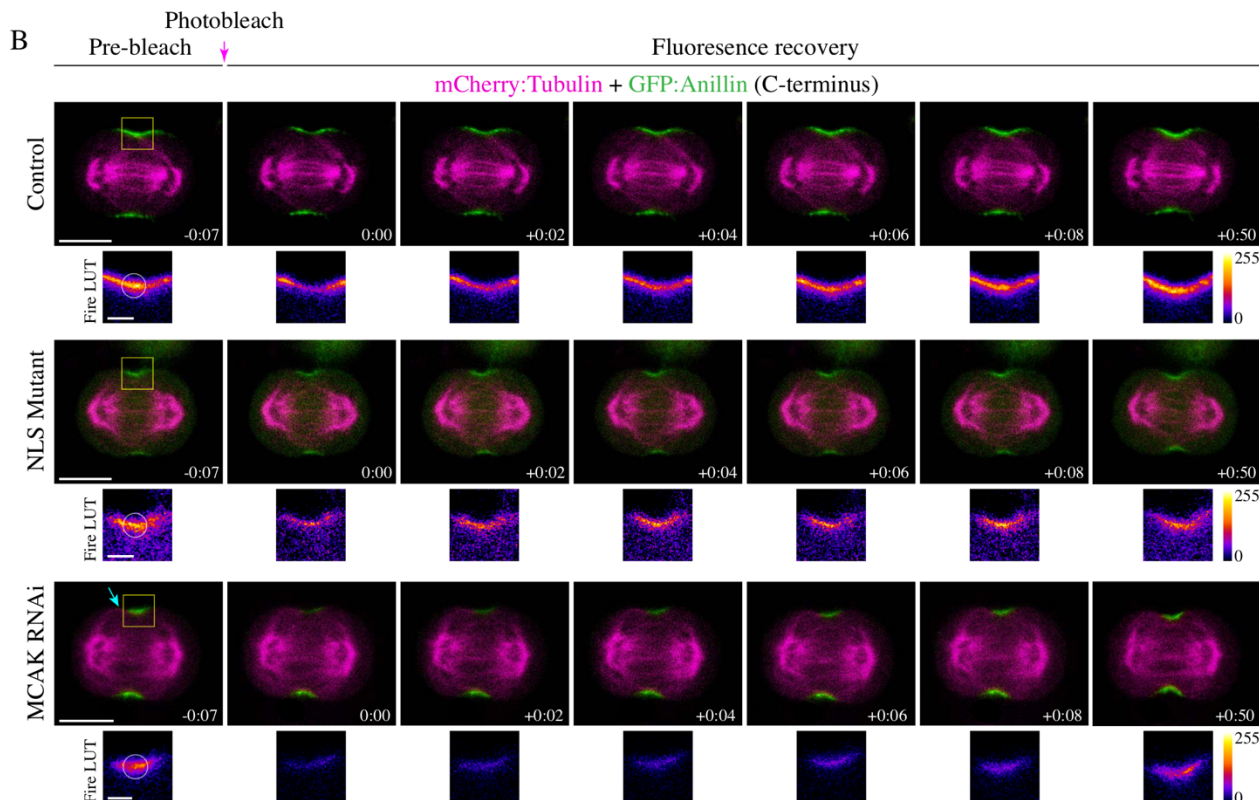 B
Photobleach
Pre-bleach
Fluoresence recovery
mCherry:Tubulin + GFP:Anillin (C-terminus)
Control
-0:07
0:00
+0:02
+0:04
+0:06
+0:08
+0:50
Fire LUT
255
0
NLS Mutant
-0:07
0:00
+0:02
+0:04
+0:06
+0:08
+0:50
Fire LUT
255
0
MCAK RNAi
-0:07
0:00
+0:02
+0:04
+0:06
+0:08
+0:50
Fire LUT
255
0